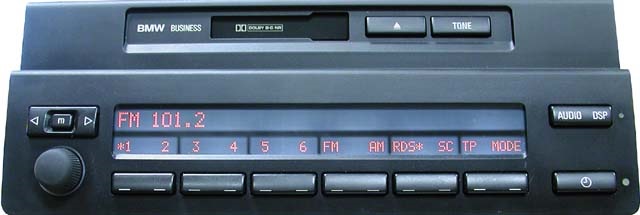 BMW BUSINESS DOLBY B-C NR TONE
m AUDIO DSP
FM 101.2
*1 2 3 4 5 6 FM AM RDS* SC TP MODE